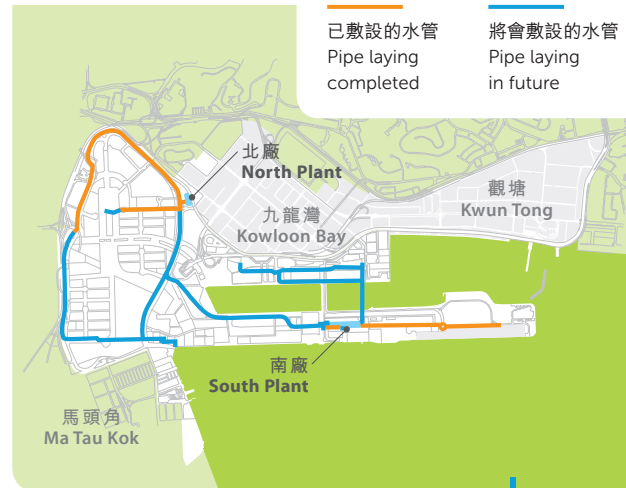 已敷設的水管
Pipe laying
completed
將會敷設的水管
Pipe laying
in future
北廠
North Plant
九龍灣
Kowloon Bay
觀塘
Kwun Tong
南廠
South Plant
馬頭角
Ma Tau Kok